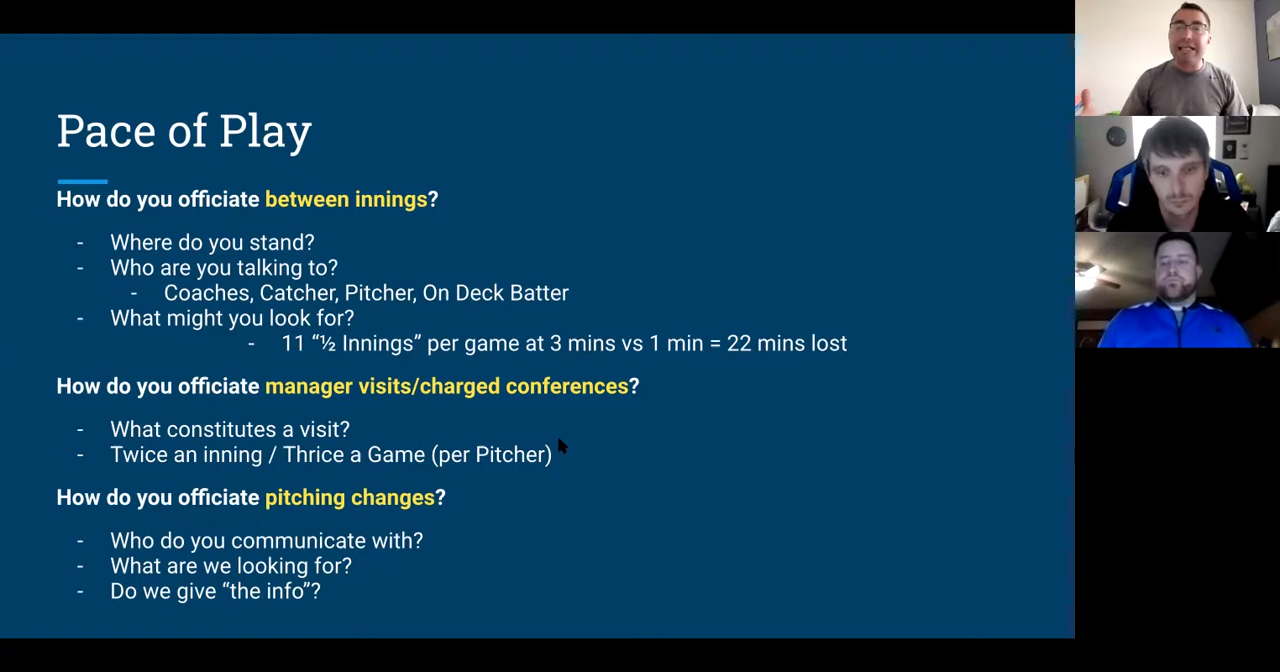 Pace of Play
How do you officiate between innings?
- Where do you stand?
- Who are you talking to?
- Coaches, Catcher, Pitcher, On Deck Batter
- What might you look for?
- 11 “½ Innings” per game at 3 mins vs 1 min = 22 mins lost
How do you officiate manager visits/charged conferences?
- What constitutes a visit?
- Twice an inning / Thrice a Game (per Pitcher)
How do you officiate pitching changes?
- Who do you communicate with?
- What are we looking for?
- Do we give “the info”?